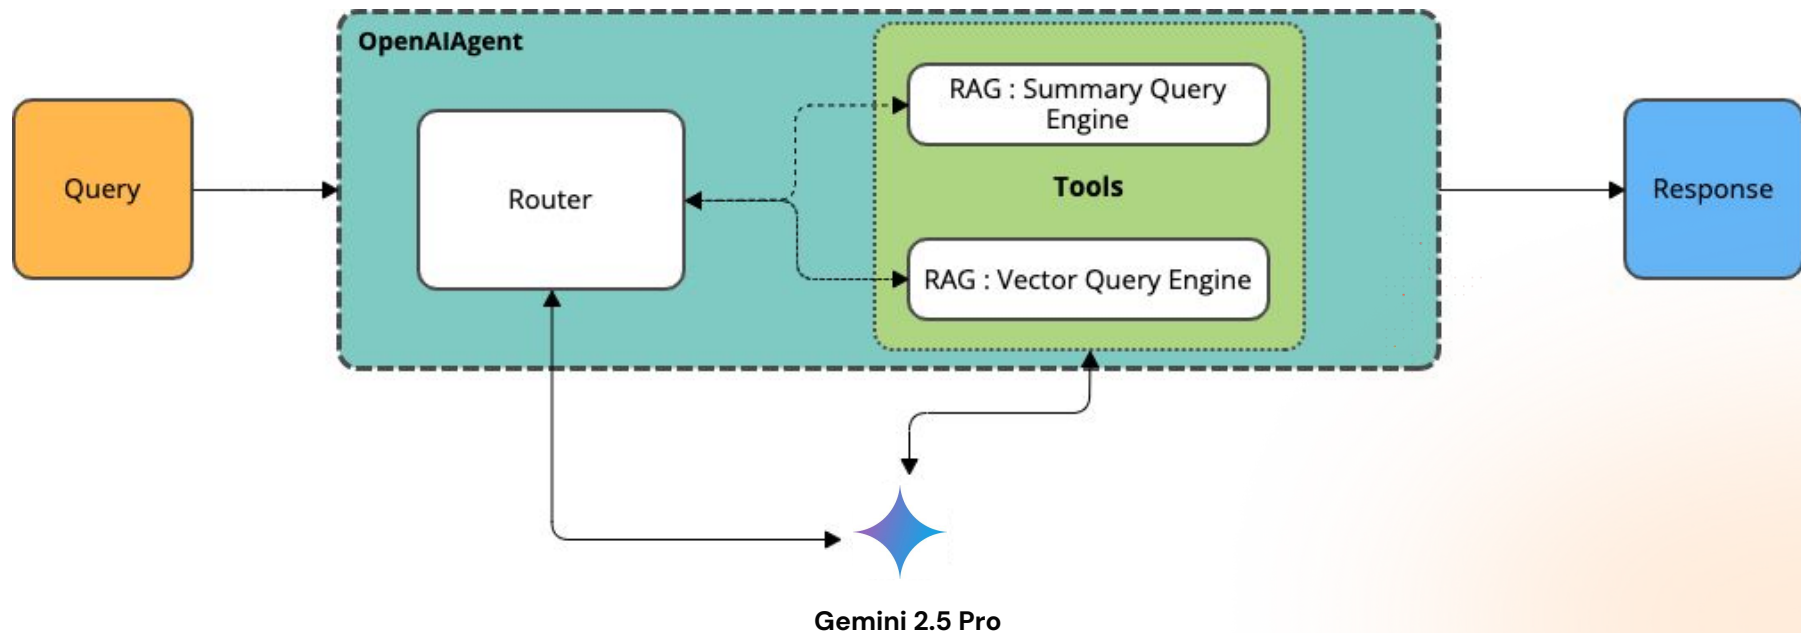 OpenAIAgent
Query
Router
RAG : Summary Query
Engine
Tools
RAG : Vector Query Engine
Response
Gemini 2.5 Pro